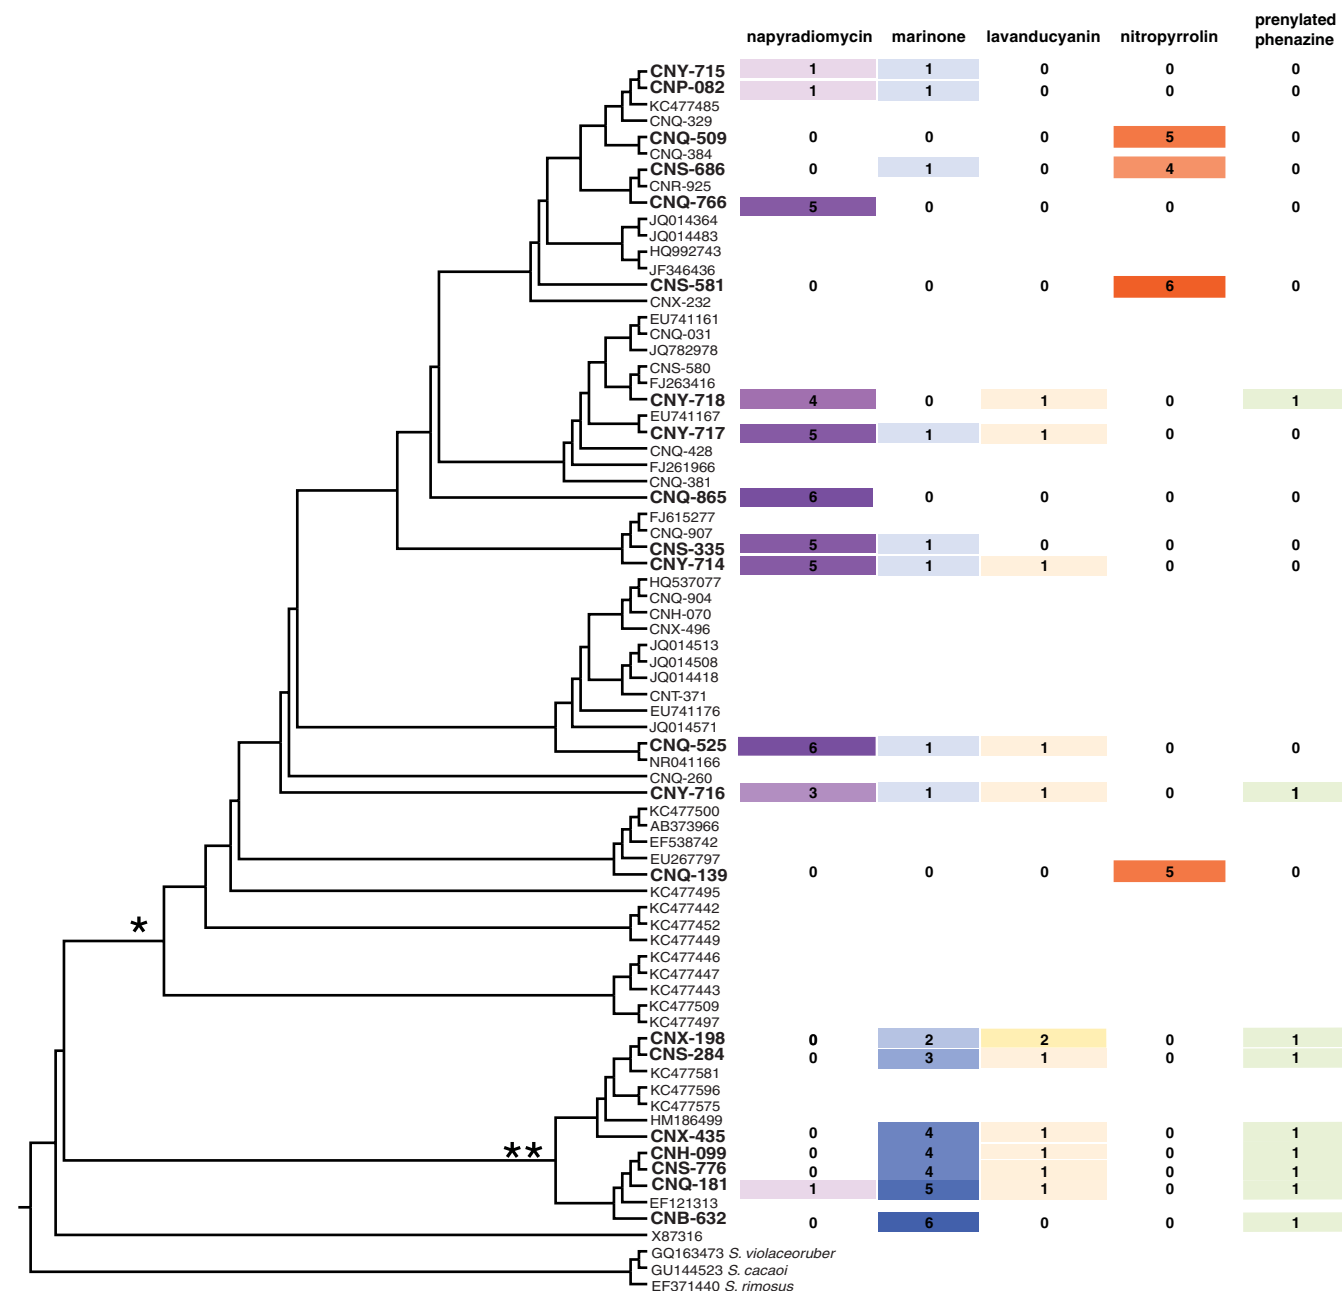 napyradiomycin marinone lavanducyanin nitropyrrolin prenylated phenazine
CNY-715 1 1 0 0 0
CNP-082 1 1 0 0 0
KC477485
CNQ-329
CNQ-509 0 0 0 5 0
CNQ-384
CNS-686 0 1 0 4 0
CNR-925
CNQ-766 5 0 0 0 0
JQ014364
JQ014483
HQ992743
JF346436
CNS-581 0 0 0 6 0
CNX-232
EU741161
CNQ-031
JQ782978
CNS-580
FJ263416
CNY-718 4 0 1 0 1
EU741167
CNY-717 5 1 1 0 0
CNQ-428
FJ261966
CNQ-381
CNQ-865 6 0 0 0 0
FJ615277
CNQ-907
CNS-335 5 1 0 0 0
CNY-714 5 1 1 0 0
HQ537077
CNQ-904
CNH-070
CNX-496
JQ014513
JQ014508
JQ014418
CNT-371
EU741176
JQ014571
CNQ-525 6 1 1 0 0
NR041166
CNQ-260
CNY-716 3 1 1 0 1
KC477500
AB373966
EF538742
EU267797
CNQ-139 0 0 0 5 0
KC477495
KC477442
*
KC477452
KC477449
KC477446
KC477447
KC477443
KC477509
KC477497
CNX-198 0 2 2 0 1
CNS-284 0 3 1 0 1
KC477581
KC477596
KC477575
HM186499
CNX-435 0 4 1 0 1
**
CNH-099 0 4 1 0 1
CNS-776 0 4 1 0 1
CNQ-181 1 5 1 0 1
EF121313
CNB-632 0 6 0 0 1
X87316
GQ163473 S. violaceoruber
GU144523 S. cacaoi
EF371440 S. rimosus